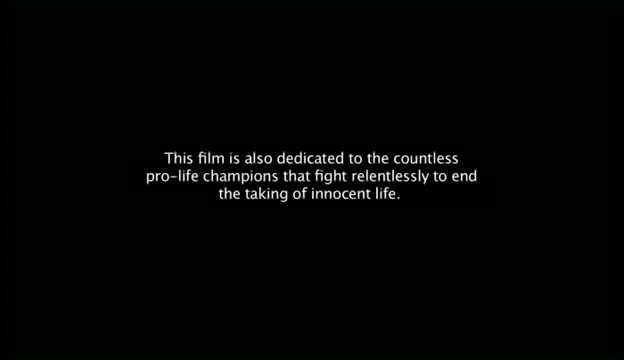 This film is also dedicated to the countless
pro-life champions that fight relentlessly to end
the taking of innocent life.